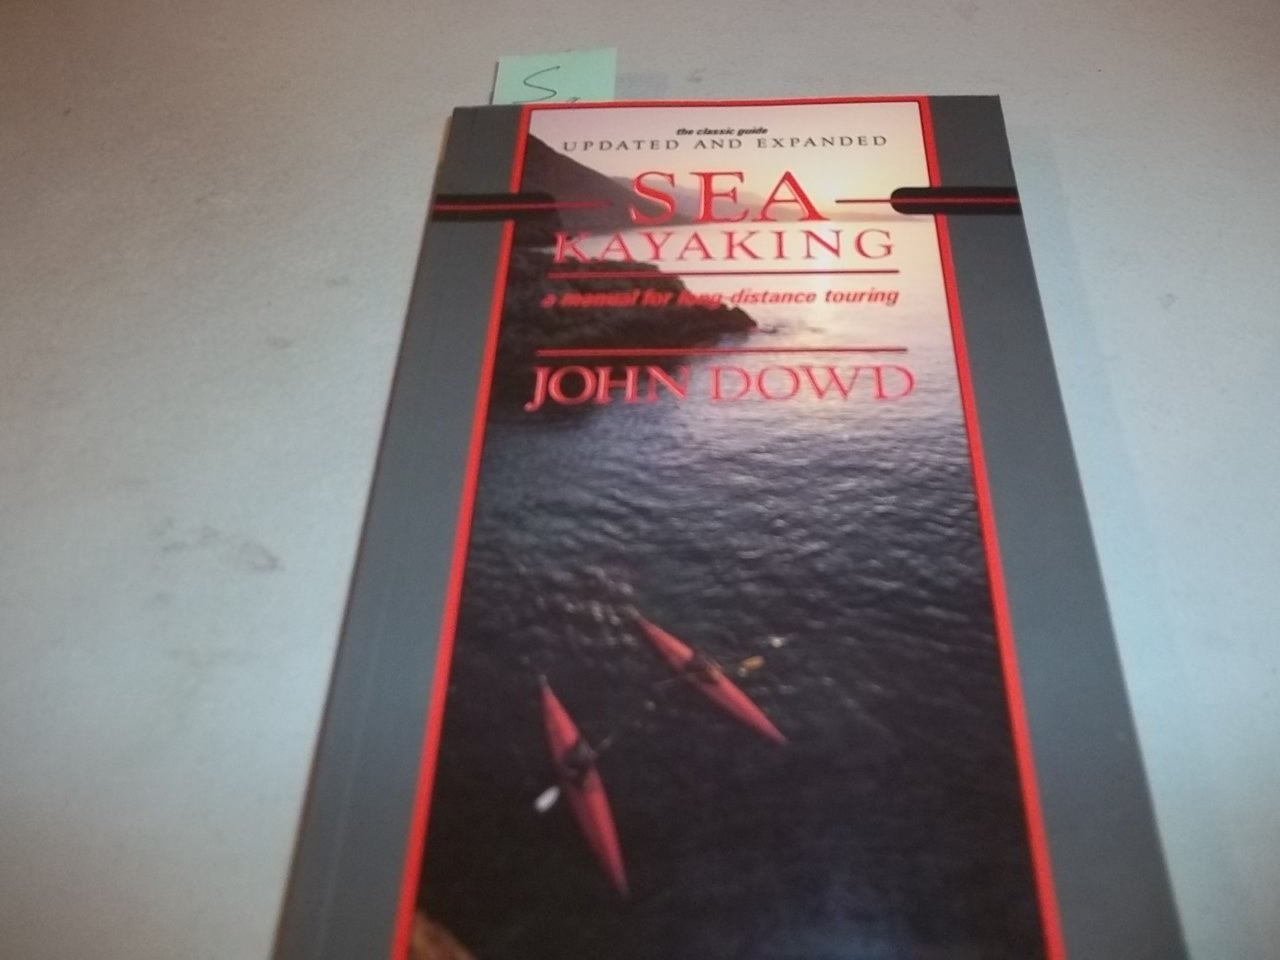 the classic guide
UPDATED AND EXPANDED
SEA
KAYAKING
a manual for long-distance touring
JOHN DOWD